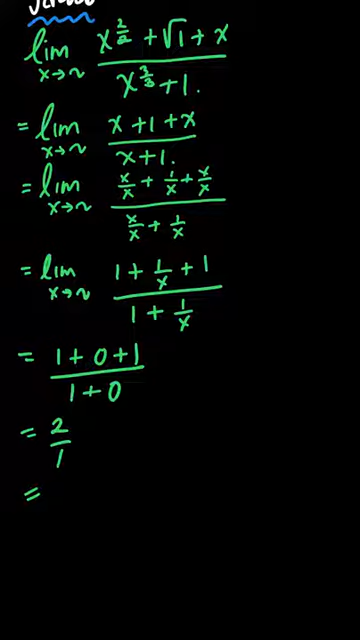 lim x→~ (x^(2/2) + √1 + x) / (x^(3/3) + 1.)
= lim x→~ (x + 1 + x) / (x + 1.)
= lim x→~ (x/x + 1/x + x/x) / (x/x + 1/x)
= lim x→~ (1 + 1/x + 1) / (1 + 1/x)
= (1 + 0 + 1) / (1 + 0)
= 2/1
=